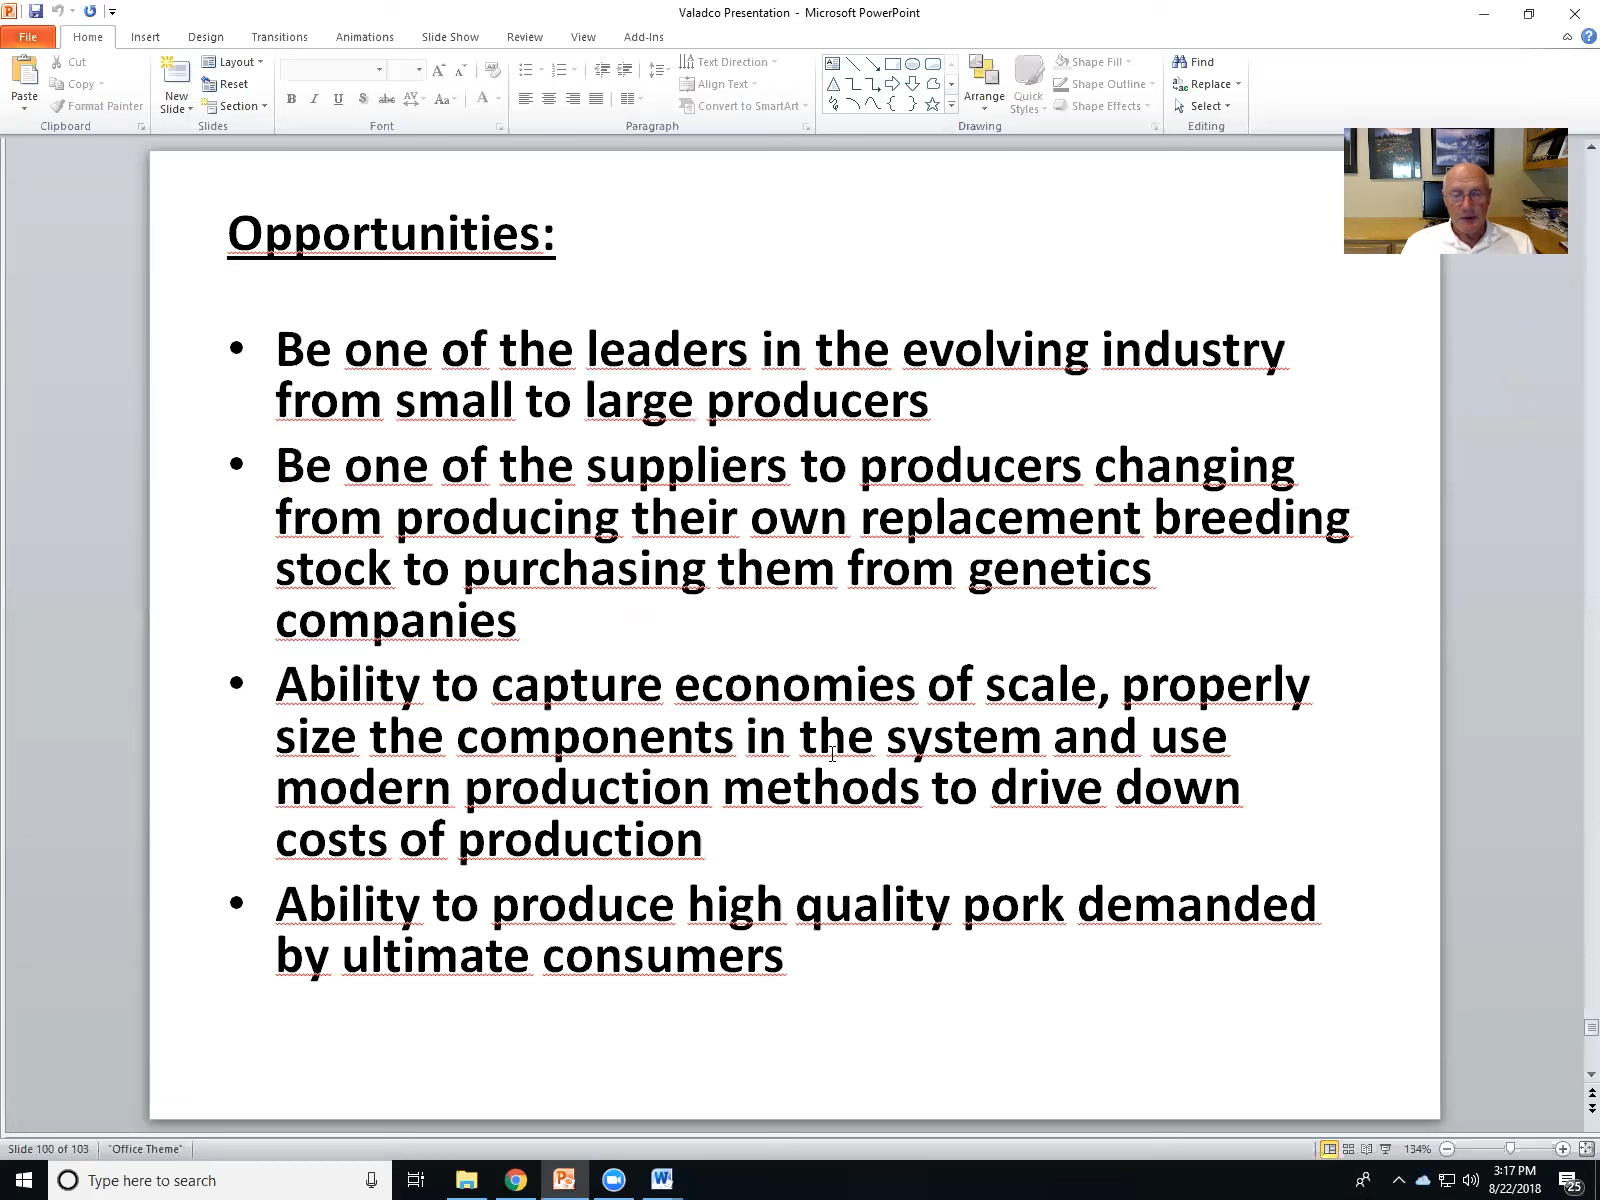 Valadco Presentation - Microsoft PowerPoint
File Home Insert Design Transitions Animations Slide Show Review View Add-Ins
Paste
Cut
Copy
Format Painter
Clipboard
New
Slide
Layout
Reset
Section
Slides
B I U S abc AV Aa A
Font
Text Direction
Align Text
Convert to SmartArt
Paragraph
Arrange
Quick
Styles
Shape Fill
Shape Outline
Shape Effects
Drawing
Find
Replace
Select
Editing
Opportunities:
• Be one of the leaders in the evolving industry
from small to large producers
• Be one of the suppliers to producers changing
from producing their own replacement breeding
stock to purchasing them from genetics
companies
• Ability to capture economies of scale, properly
size the components in the system and use
modern production methods to drive down
costs of production
• Ability to produce high quality pork demanded
by ultimate consumers
Slide 100 of 103 "Office Theme" 134%
Type here to search
3:17 PM
8/22/2018
25